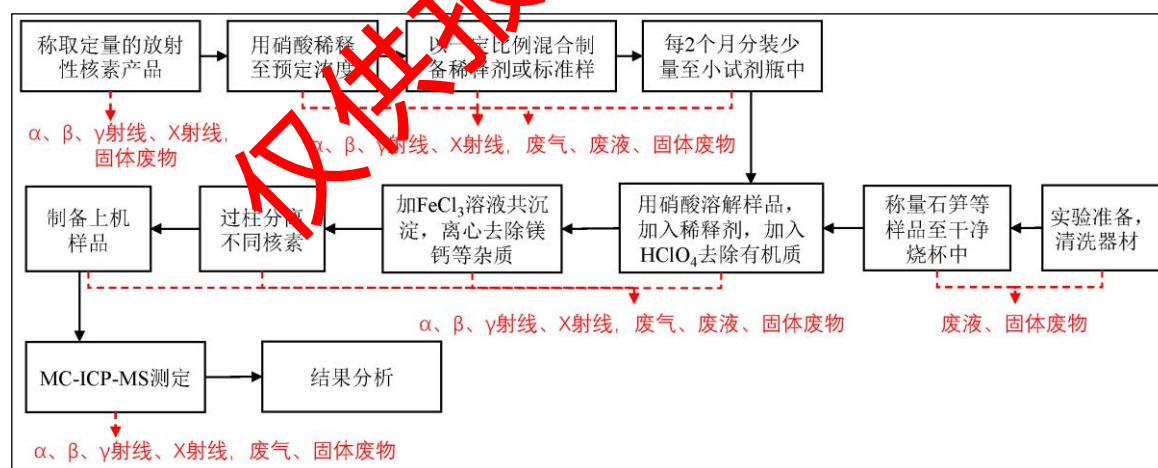 称取定量的放射
性核素产品
用硝酸稀释
至预定浓度
以一定比例混合制
备稀释剂或标准样
每2个月分装少
量至小试剂瓶中
α、β、γ射线、X射线,
固体废物
α、β、γ射线、X射线,废气、废液、固体废物
制备上机
样品
过柱分离
不同核素
加FeCl₃溶液共沉
淀,离心去除镁
钙等杂质
用硝酸溶解样品,
加入稀释剂,加入
HClO₄去除有机质
称量石笋等
样品至干净
烧杯中
实验准备,
清洗器材
α、β、γ射线、X射线,废气、废液、固体废物
废液、固体废物
MC-ICP-MS测定
结果分析
α、β、γ射线、X射线,废气、固体废物
仅供